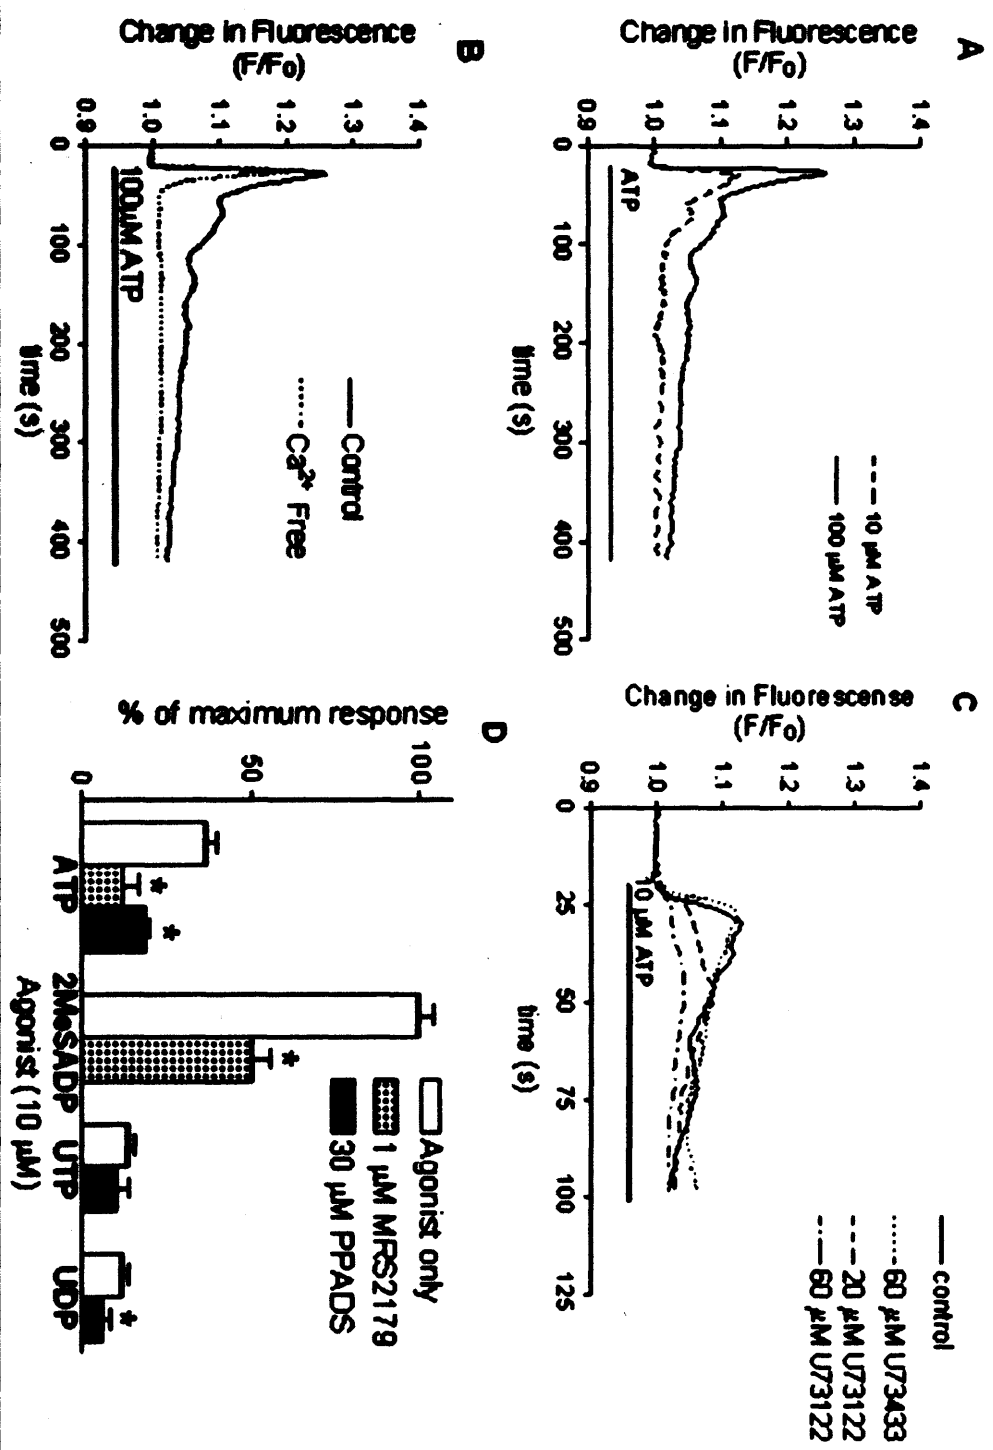 A
Change in Fluorescence
(F/F0)
1.4
1.3
1.2
1.1
1.0
0.9
0
100
200
300
400
500
time (s)
ATP
10 µM ATP
100 µM ATP
B
Change in Fluorescence
(F/F0)
1.4
1.3
1.2
1.1
1.0
0.9
0
100
200
300
400
500
time (s)
100µM ATP
Control
Ca2+ Free
C
Change in Fluorescense
(F/F0)
1.4
1.3
1.2
1.1
1.0
0.9
0
25
50
75
100
125
time (s)
10 µM ATP
control
60 µM U73433
20 µM U73122
60 µM U73122
D
% of maximum response
100
50
0
* * * *
ATP 2MeSADP UTP UDP
Agonist (10 µM)
Agonist only
1 µM MRS2179
30 µM PPADS